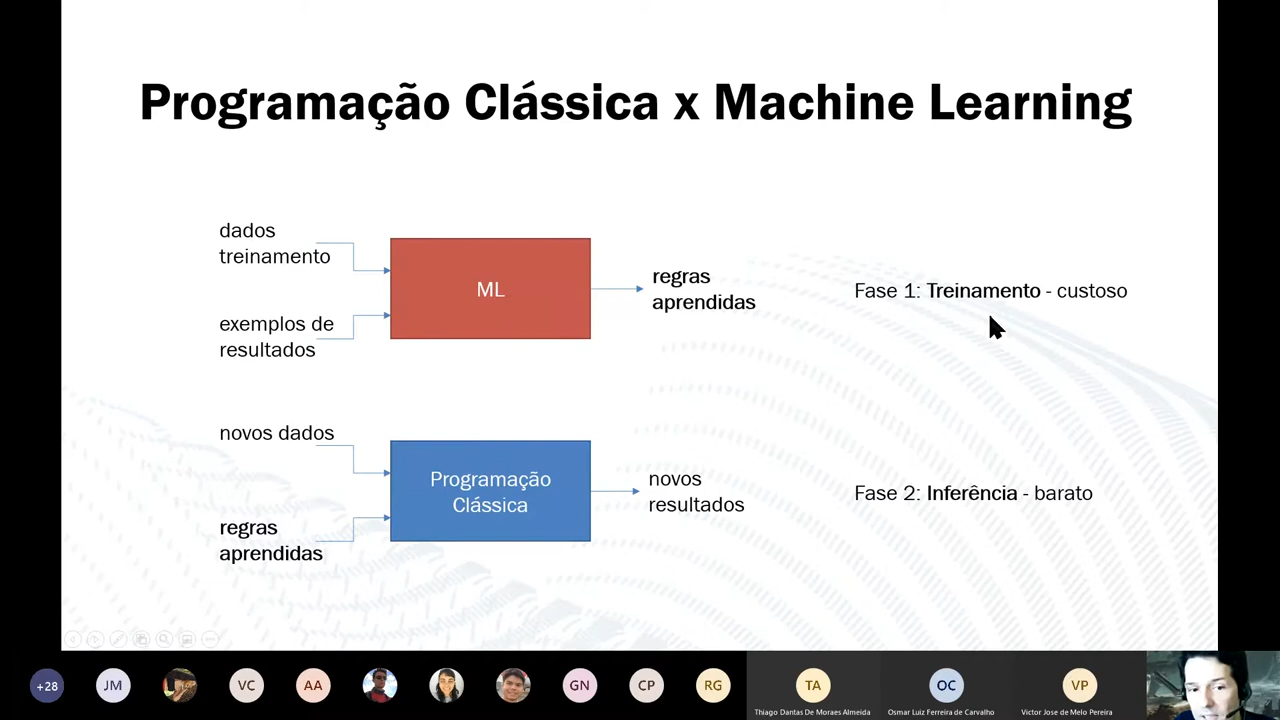 Programação Clássica x Machine Learning
dados
treinamento
exemplos de
resultados
ML
regras
aprendidas
Fase 1: Treinamento - custoso
novos dados
regras
aprendidas
Programação
Clássica
novos
resultados
Fase 2: Inferência - barato
+28
JM
VC
AA
GN
CP
RG
TA
OC
VP
Thiago Dantas De Moraes Almeida
Osmar Luiz Ferreira de Carvalho
Victor Jose de Melo Pereira